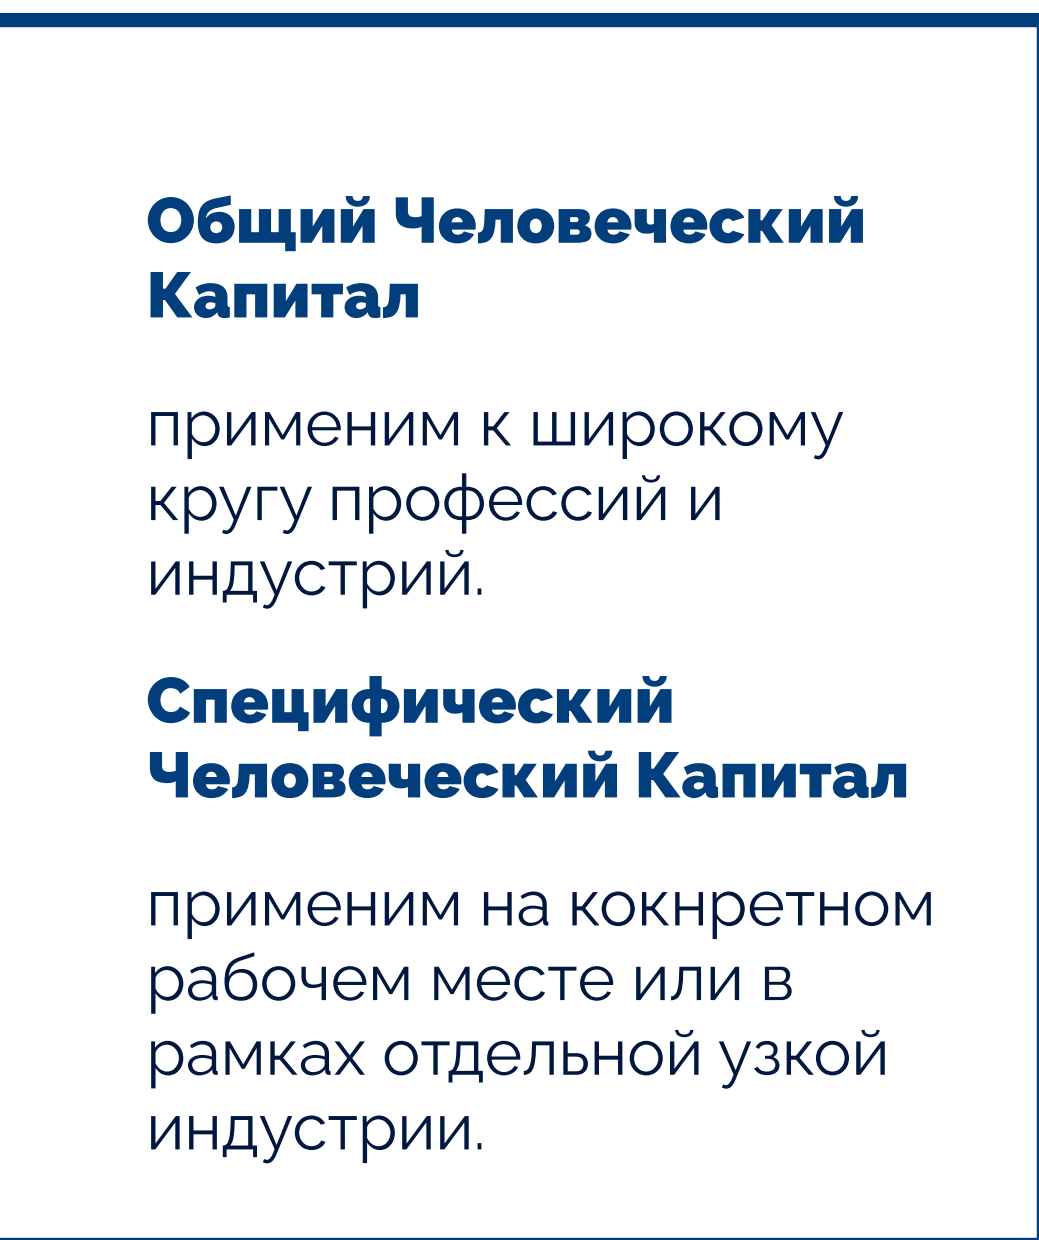 Общий Человеческий
Капитал
применим к широкому
кругу профессий и
индустрий.
Специфический
Человеческий Капитал
применим на кокнретном
рабочем месте или в
рамках отдельной узкой
индустрии.